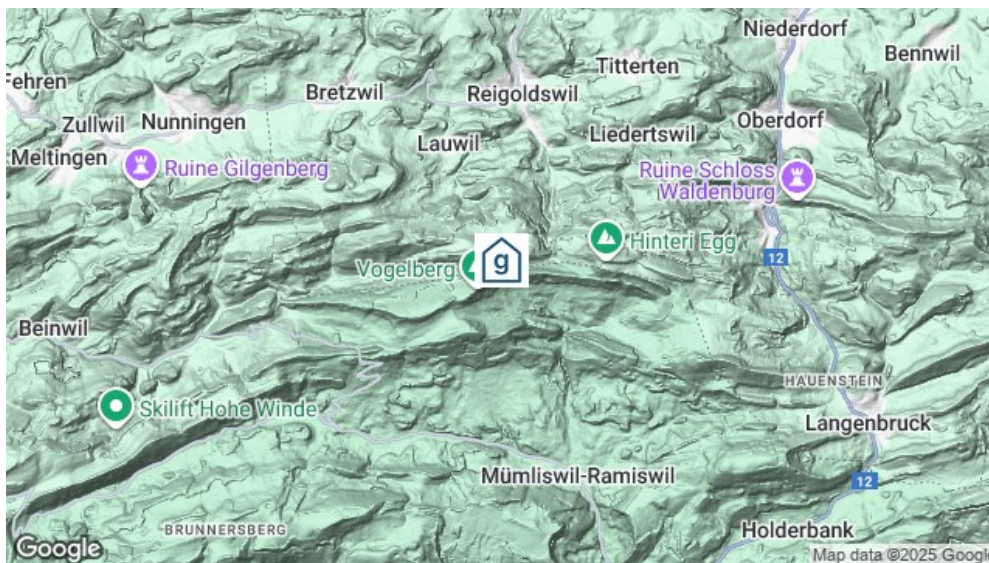 Niederdorf
Bennwil
Titterten
Fehren
Bretzwil
Reigoldswil
Zullwil
Nunningen
Oberdorf
Liedertswil
Lauwil
Meltingen
Ruine Gilgenberg
Ruine Schloss
Waldenburg
Hinteri Egg
12
g
Vogelberg
Beinwil
HAUENSTEIN
Skilift Hohe Winde
Langenbruck
Mümliswil-Ramiswil
12
BRUNNERSBERG
Holderbank
Google
Map data ©2025 Google